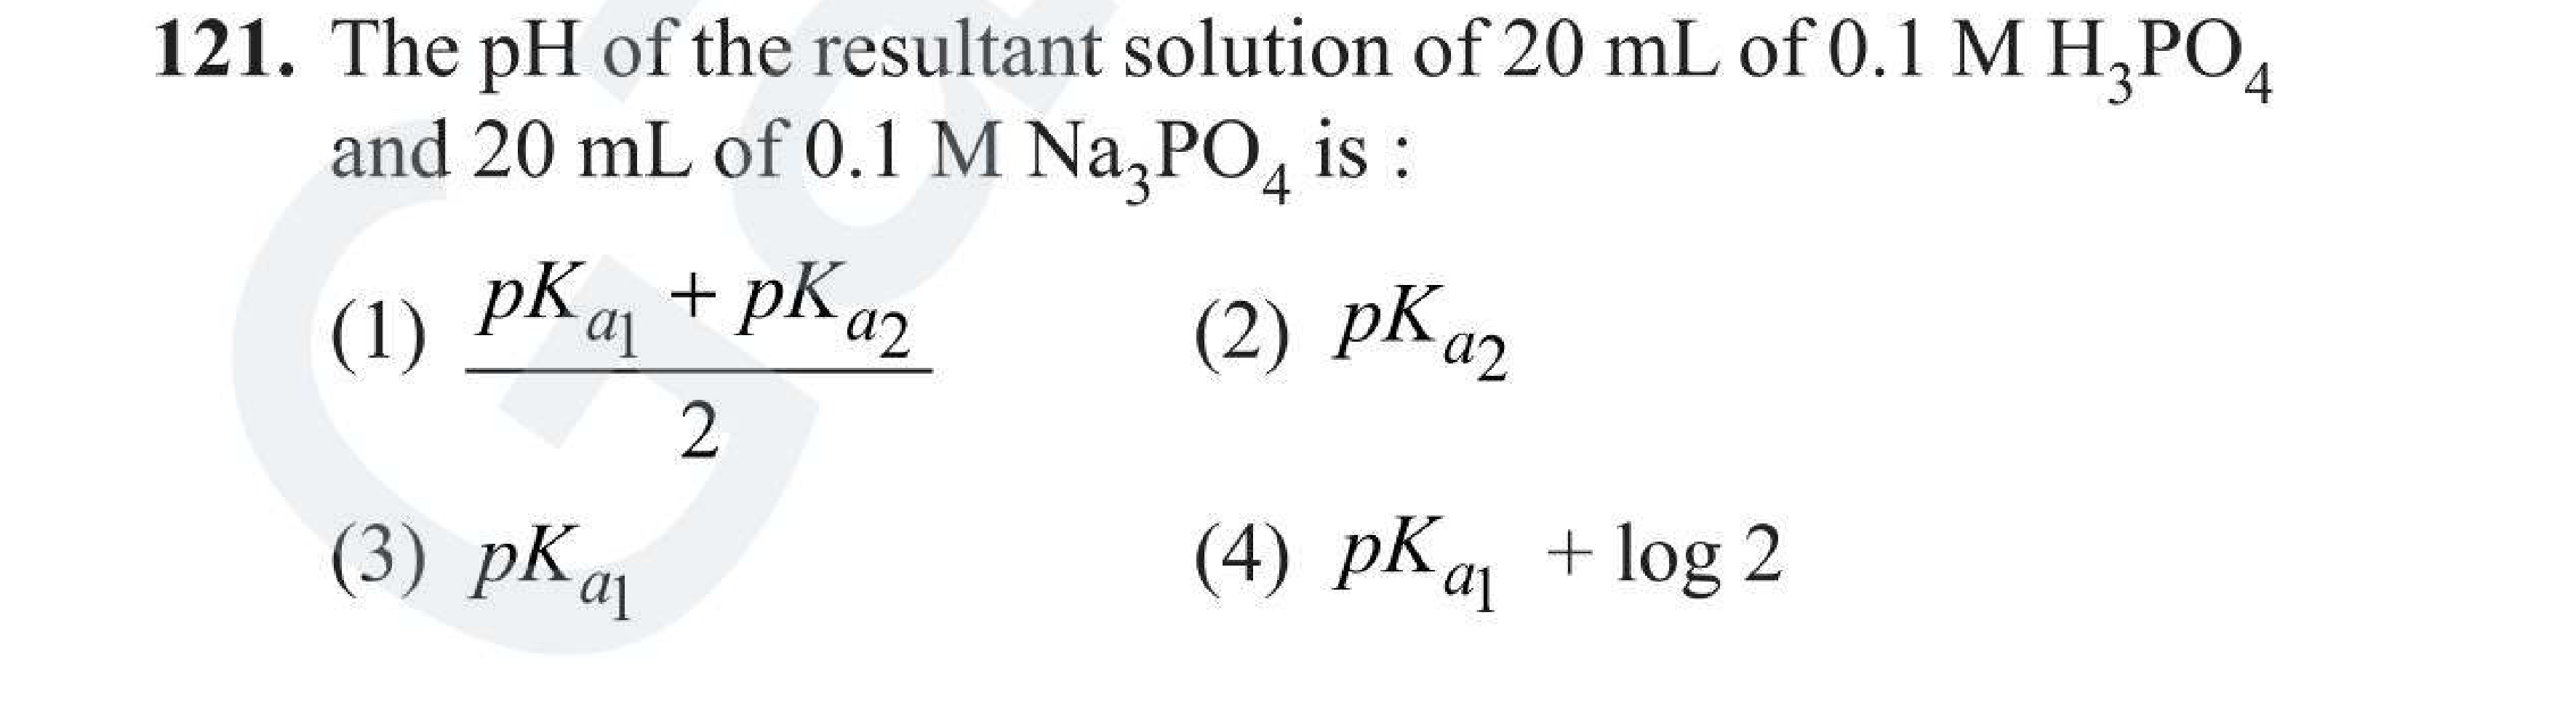 121. The pH of the resultant solution of 20 mL of 0.1 M H₃PO₄
and 20 mL of 0.1 M Na₃PO₄ is :
(1) \frac{pK_{a_1} + pK_{a_2}}{2} (2) pK_{a_2}
(3) pK_{a_1} (4) pK_{a_1} + log 2